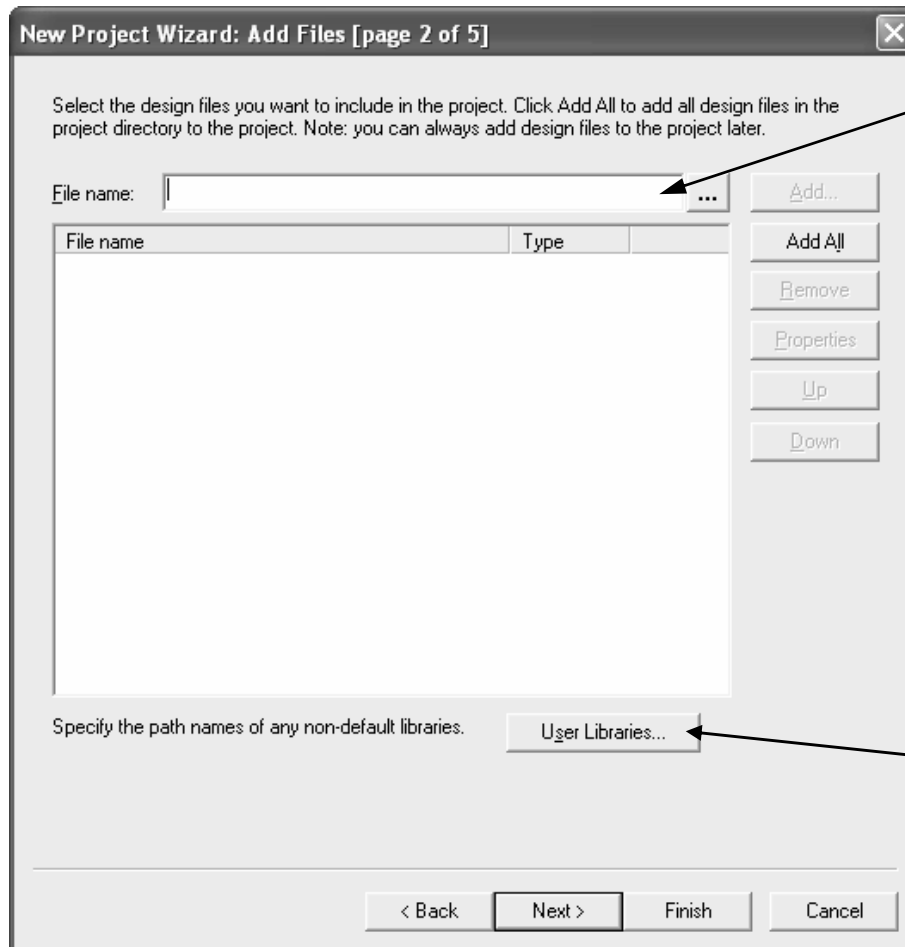 New Project Wizard: Add Files [page 2 of 5]
Select the design files you want to include in the project. Click Add All to add all design files in the
project directory to the project. Note: you can always add design files to the project later.
File name:
...
Add...
File name
Type
Add All
Remove
Properties
Up
Down
Specify the path names of any non-default libraries.
User Libraries...
< Back
Next >
Finish
Cancel